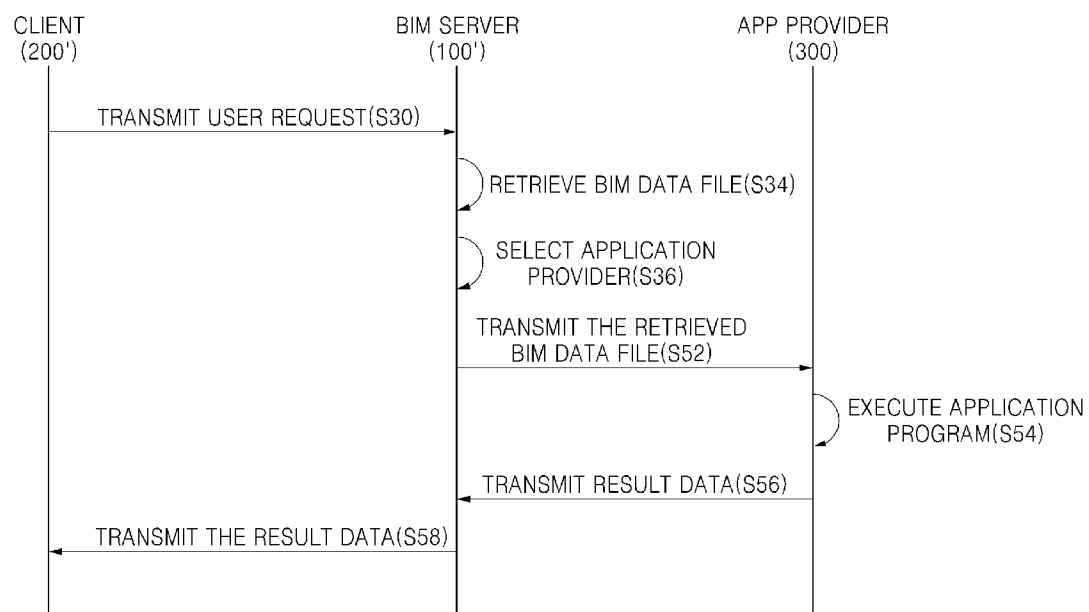 CLIENT
(200')
BIM SERVER
(100')
APP PROVIDER
(300)
TRANSMIT USER REQUEST(S30)
RETRIEVE BIM DATA FILE(S34)
SELECT APPLICATION
PROVIDER(S36)
TRANSMIT THE RETRIEVED
BIM DATA FILE(S52)
EXECUTE APPLICATION
PROGRAM(S54)
TRANSMIT RESULT DATA(S56)
TRANSMIT THE RESULT DATA(S58)